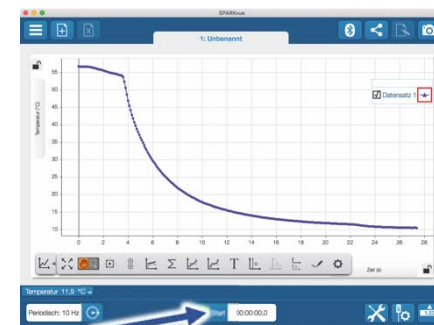 SPARKvue
1: Unbenannt
Datensatz 1
Temperatur (°C)
55
50
45
40
35
30
25
20
15
10
0 2 4 6 8 10 12 14 16 18 20 22 24 26 28
Zeit (s)
Temperatur 11,9 °C
Periodisch: 10 Hz
Start
00:00:00,0